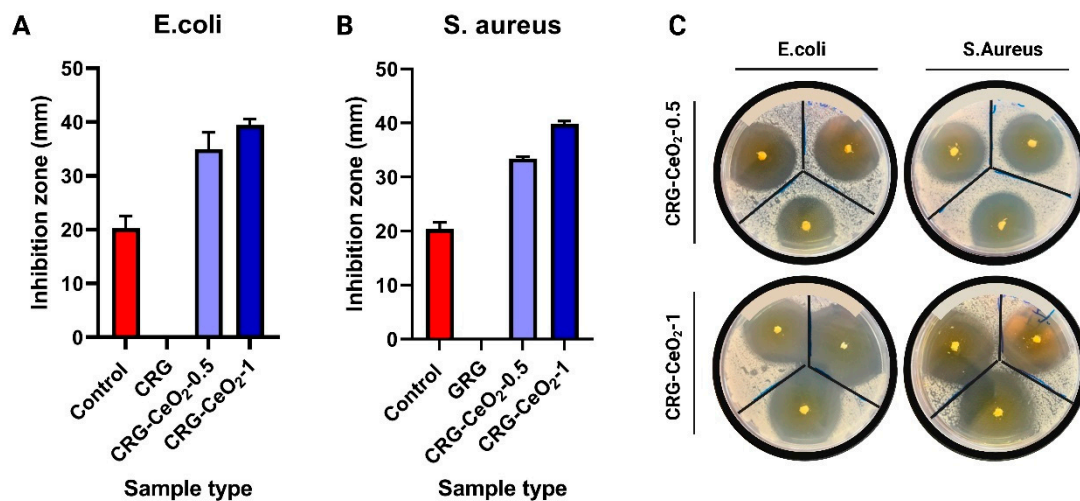 A
E.coli
Inhibition zone (mm)
50
40
30
20
10
0
Control
CRG
CRG-CeO₂-0.5
CRG-CeO₂-1
Sample type
B
S. aureus
Inhibition zone (mm)
50
40
30
20
10
0
Control
GRG
CRG-CeO₂-0.5
CRG-CeO₂-1
Sample type
C
E.coli
S.Aureus
CRG-CeO₂-0.5
CRG-CeO₂-1